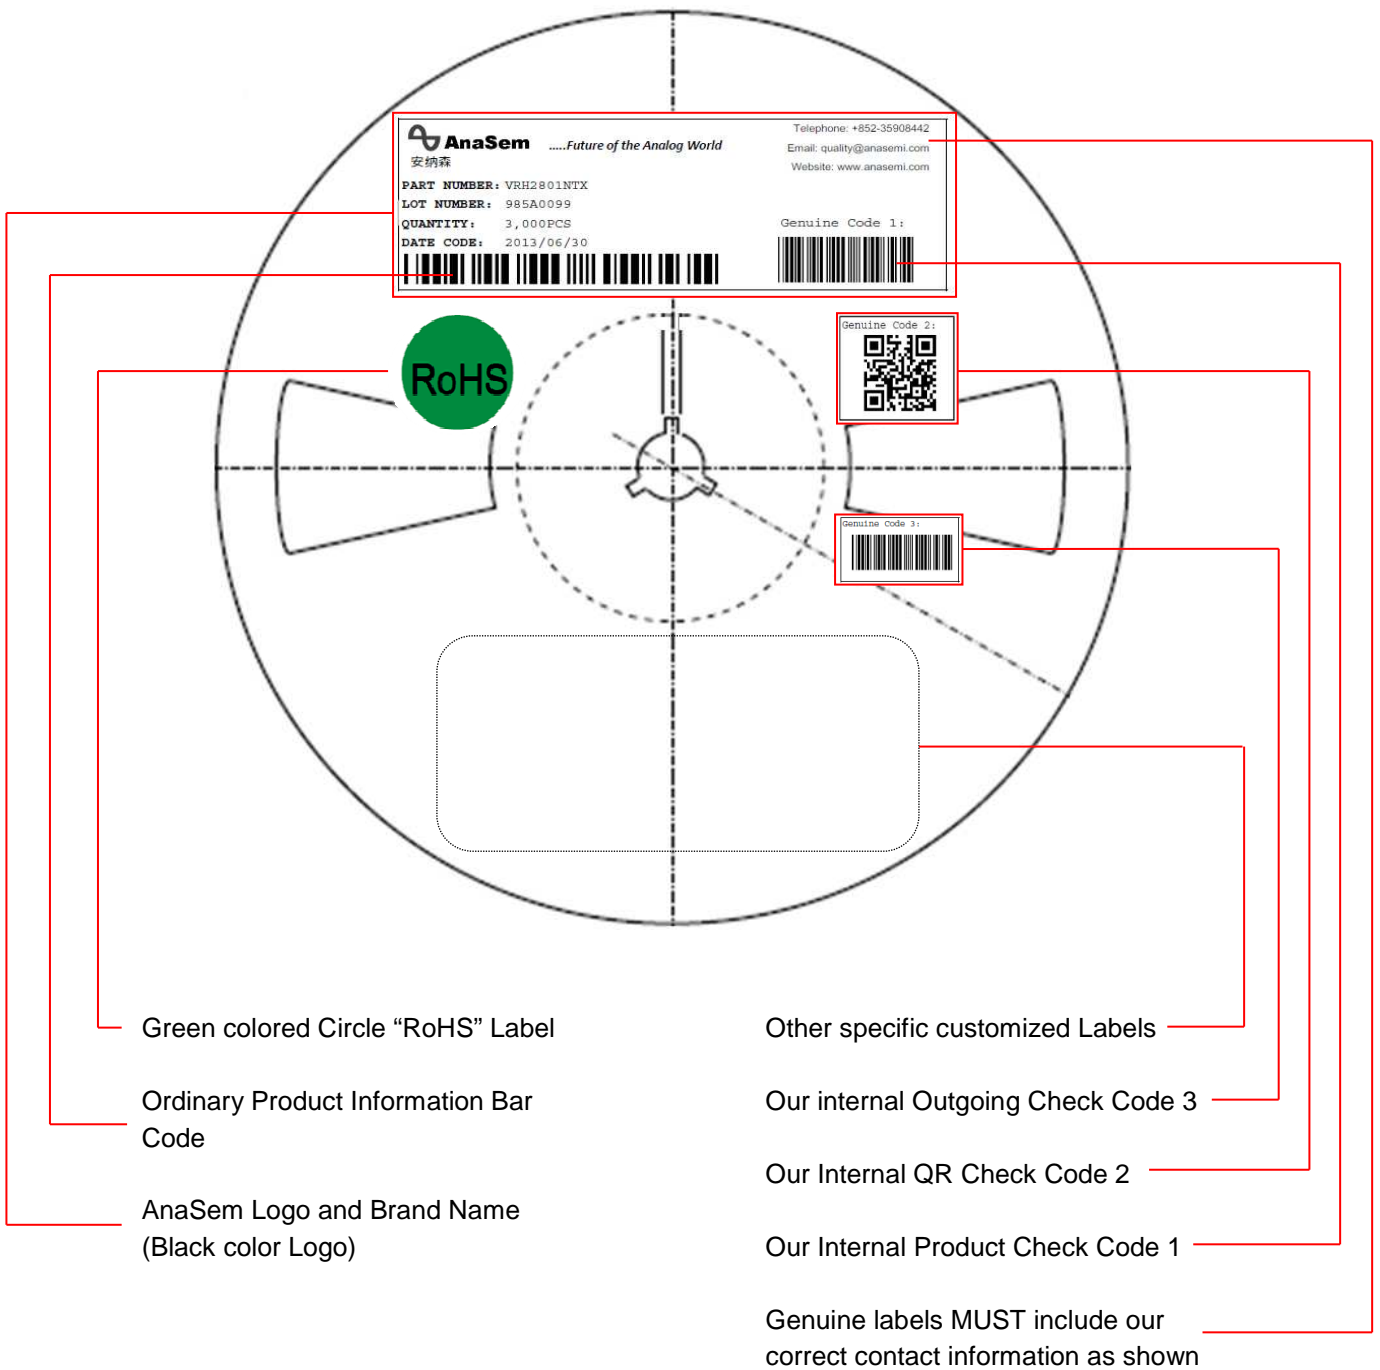 AnaSem .....Future of the Analog World
安纳森
Telephone: +852-35908442
Email: quality@anasemi.com
Website: www.anasemi.com
PART NUMBER: VRH2801NTX
LOT NUMBER: 985A0099
QUANTITY: 3,000PCS
DATE CODE: 2013/06/30
Genuine Code 1:
RoHS
Genuine Code 2:
Genuine Code 3:
Green colored Circle “RoHS” Label
Ordinary Product Information Bar
Code
AnaSem Logo and Brand Name
(Black color Logo)
Other specific customized Labels
Our internal Outgoing Check Code 3
Our Internal QR Check Code 2
Our Internal Product Check Code 1
Genuine labels MUST include our
correct contact information as shown